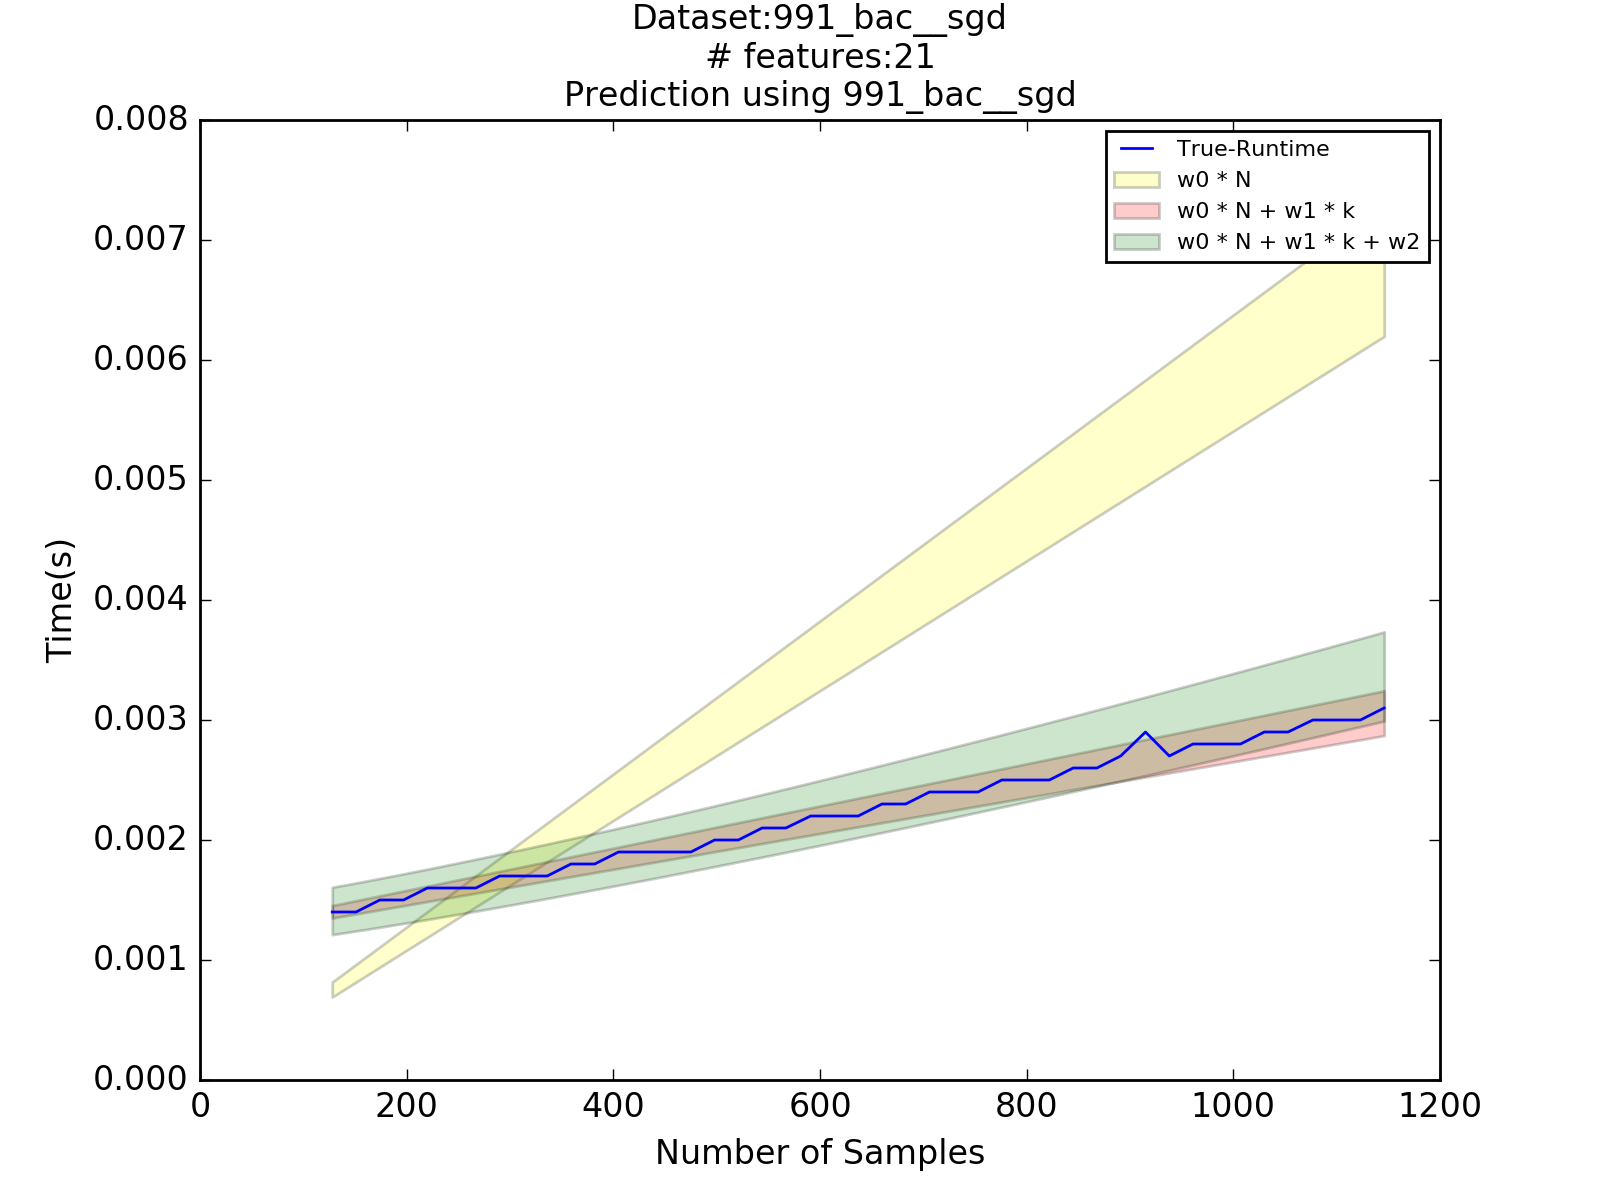 Dataset:991_bac__sgd
# features:21
Prediction using 991_bac__sgd
0.008
0.007
0.006
0.005
0.004
0.003
0.002
0.001
0.000
Time(s)
True-Runtime
w0 * N
w0 * N + w1 * k
w0 * N + w1 * k + w2
0 200 400 600 800 1000 1200
Number of Samples